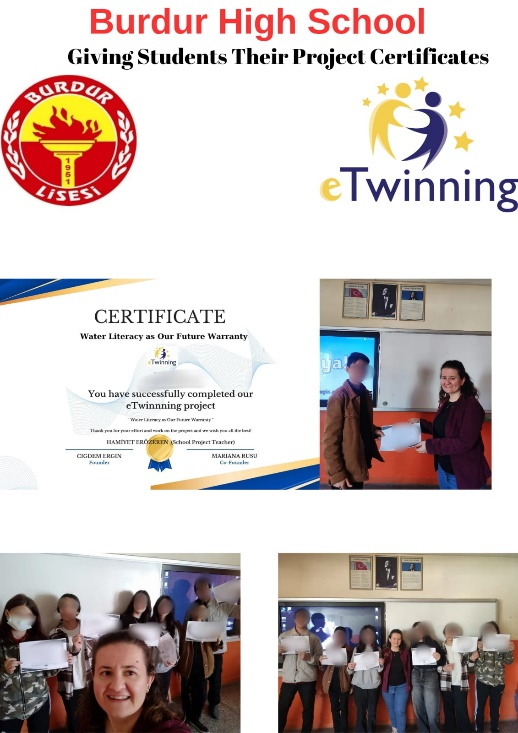 Burdur High School
Giving Students Their Project Certificates
BURDUR
1951
LİSESİ
eTwinning
CERTIFICATE
Water Literacy as Our Future Warranty
eTwinning
You have successfully completed our
eTwinnning project
"Water Literacy as Our Future Warranty"
Thank you for your effort and work on the project and we wish you all the best!
HAMİYET ERÖZEREN (School Project Teacher)
CIGDEM ERGIN
Founder
MARIANA RUSU
Co-Founder